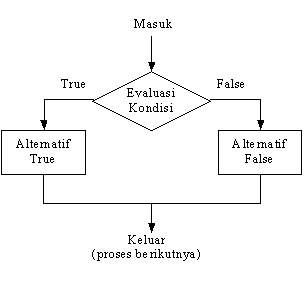 Masuk
True
False
Evaluasi
Kondisi
Alternatif
True
Alternatif
False
Keluar
(proses berikutnya)